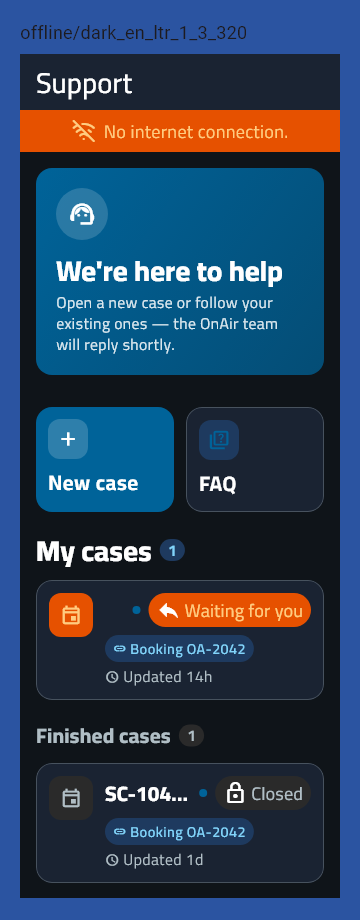 offline/dark_en_ltr_1_3_320
Support
No internet connection.
We're here to help
Open a new case or follow your
existing ones — the OnAir team
will reply shortly.
New case
FAQ
My cases 1
Waiting for you
Booking OA-2042
Updated 14h
Finished cases 1
SC-104... Closed
Booking OA-2042
Updated 1d